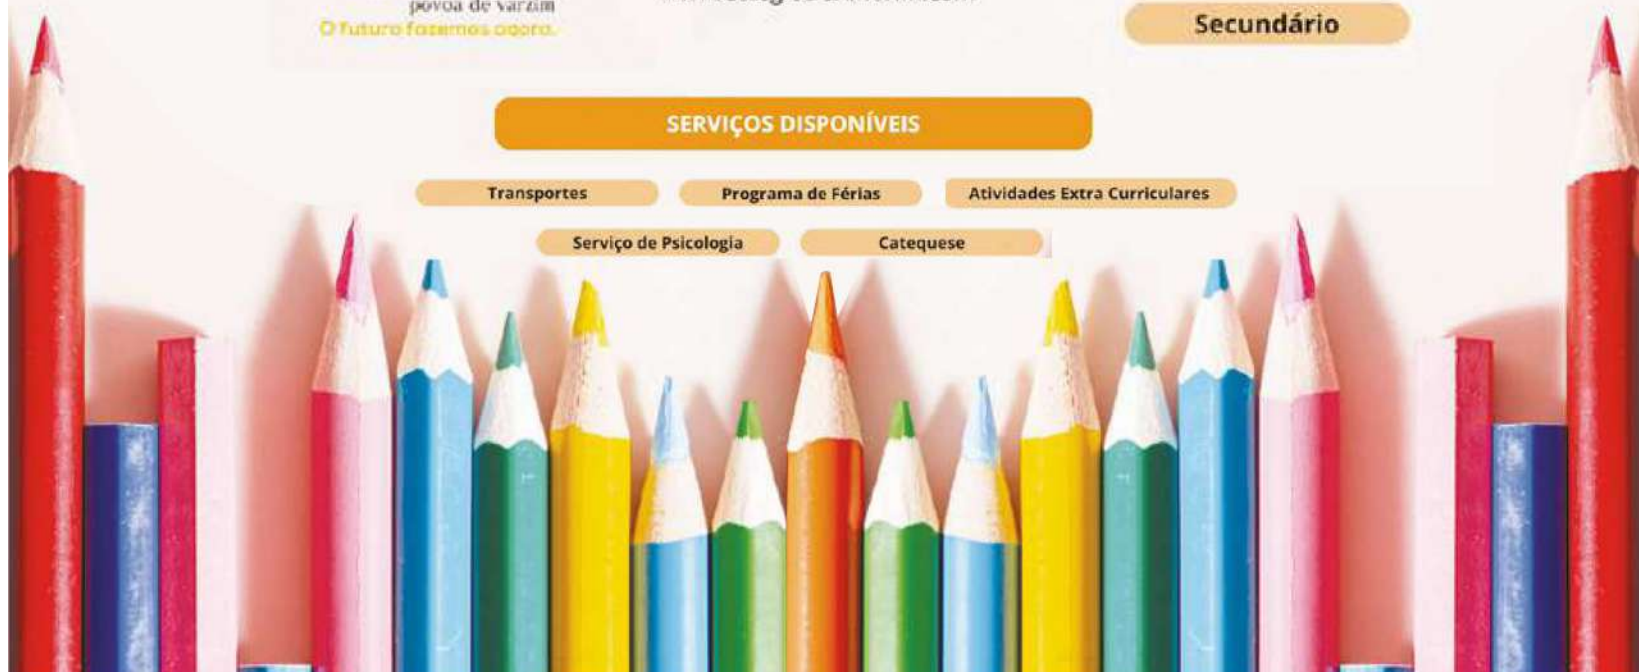 póvoa de varzim
O futuro fazemos agora.
Secundário
SERVIÇOS DISPONÍVEIS
Transportes
Programa de Férias
Atividades Extra Curriculares
Serviço de Psicologia
Catequese